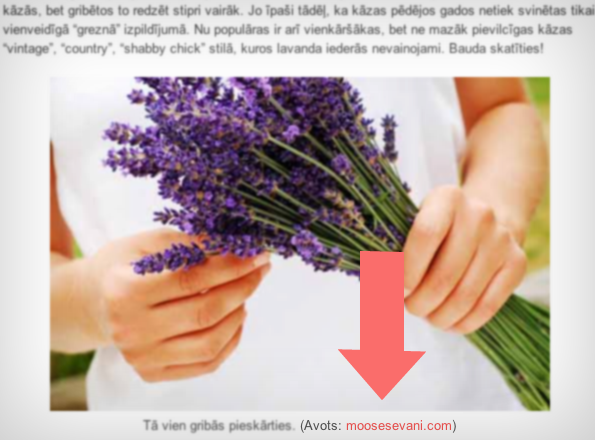 kāzās, bet gribētos to redzēt stipri vairāk. Jo īpaši tādēļ, ka kāzas pēdējos gados netiek svinētas tikai
vienveidīgā “greznā” izpildījumā. Nu populāras ir arī vienkāršākas, bet ne mazāk pievilcīgas kāzas
“vintage”, “country”, “shabby chick” stilā, kuros lavanda iederās nevainojami. Bauda skatīties!
Tā vien gribās pieskārties. (Avots: moosesevani.com)